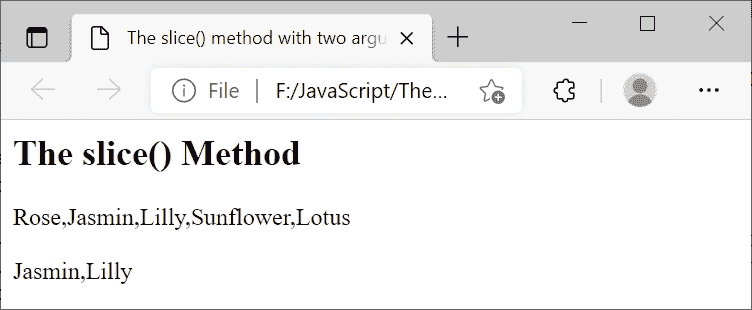 The slice() method with two argu
File
F:/JavaScript/The...
The slice() Method
Rose,Jasmin,Lilly,Sunflower,Lotus
Jasmin,Lilly